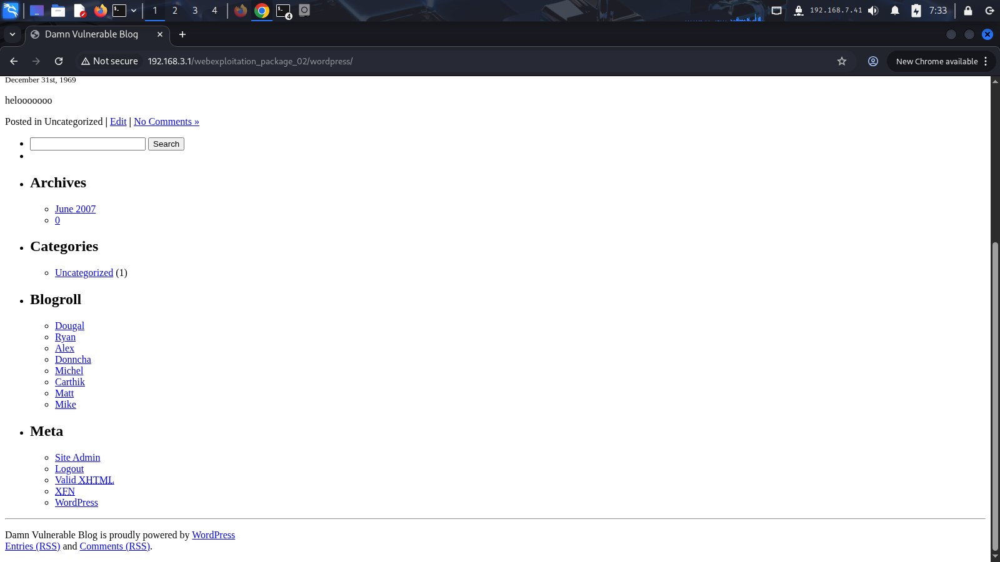 1 2 3 4
4
192.168.7.41
7:33
Damn Vulnerable Blog
Not secure 192.168.3.1/webexploitation_package_02/wordpress/
New Chrome available
December 31st, 1969
helooooooo
Posted in Uncategorized | Edit | No Comments »
Search
Archives
June 2007
0
Categories
Uncategorized (1)
Blogroll
Dougal
Ryan
Alex
Donncha
Michel
Carthik
Matt
Mike
Meta
Site Admin
Logout
Valid XHTML
XFN
WordPress
Damn Vulnerable Blog is proudly powered by WordPress
Entries (RSS) and Comments (RSS).